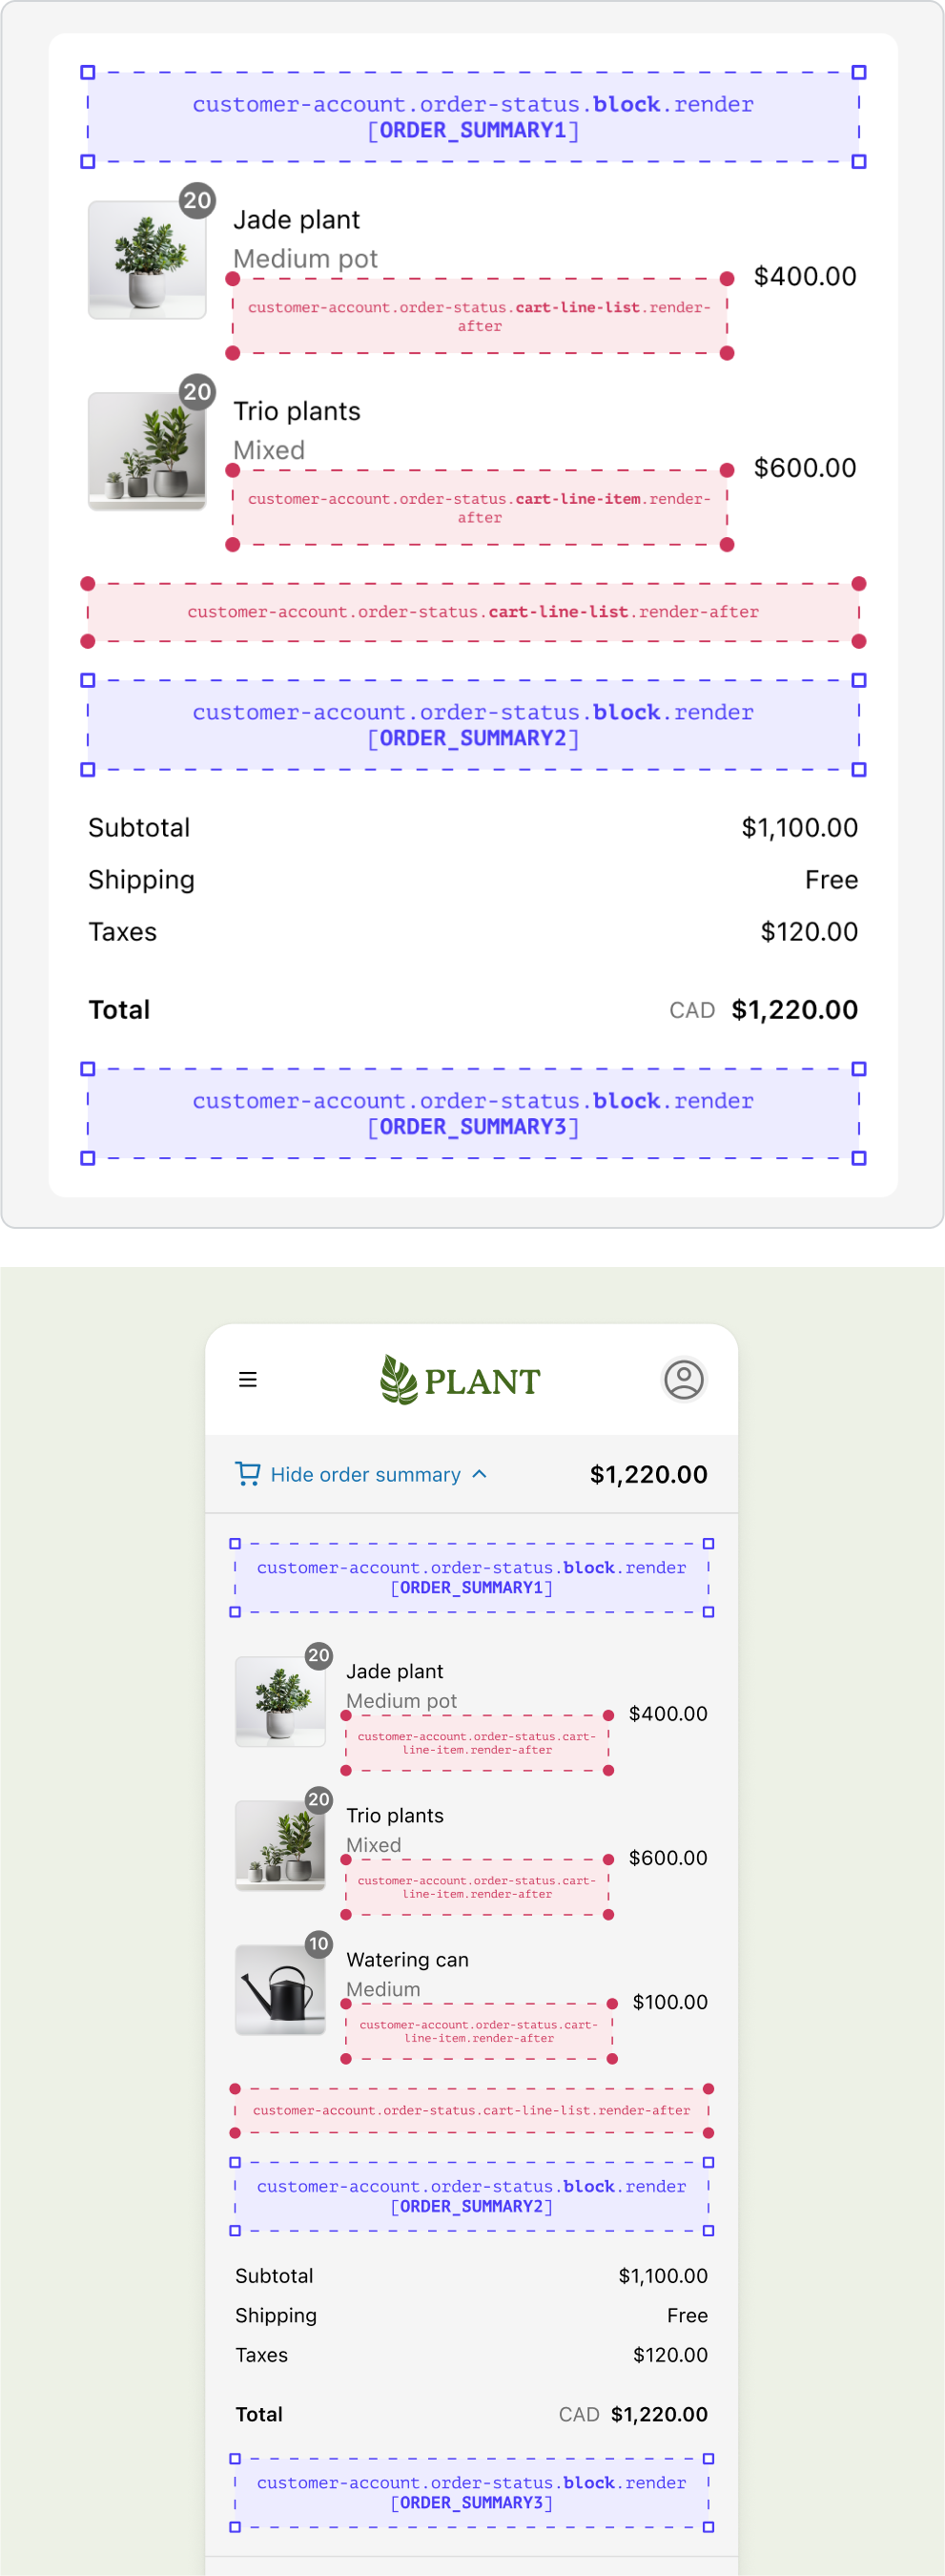 customer-account.order-status.block.render
[ORDER_SUMMARY1]
20
Jade plant
Medium pot
$400.00
customer-account.order-status.cart-line-list.render-
after
20
Trio plants
Mixed
$600.00
customer-account.order-status.cart-line-item.render-
after
customer-account.order-status.cart-line-list.render-after
customer-account.order-status.block.render
[ORDER_SUMMARY2]
Subtotal $1,100.00
Shipping Free
Taxes $120.00
Total CAD $1,220.00
customer-account.order-status.block.render
[ORDER_SUMMARY3]
PLANT
Hide order summary $1,220.00
customer-account.order-status.block.render
[ORDER_SUMMARY1]
20
Jade plant
Medium pot
$400.00
customer-account.order-status.cart-
line-item.render-after
20
Trio plants
Mixed
$600.00
customer-account.order-status.cart-
line-item.render-after
10
Watering can
Medium
$100.00
customer-account.order-status.cart-
line-item.render-after
customer-account.order-status.cart-line-list.render-after
customer-account.order-status.block.render
[ORDER_SUMMARY2]
Subtotal $1,100.00
Shipping Free
Taxes $120.00
Total CAD $1,220.00
customer-account.order-status.block.render
[ORDER_SUMMARY3]